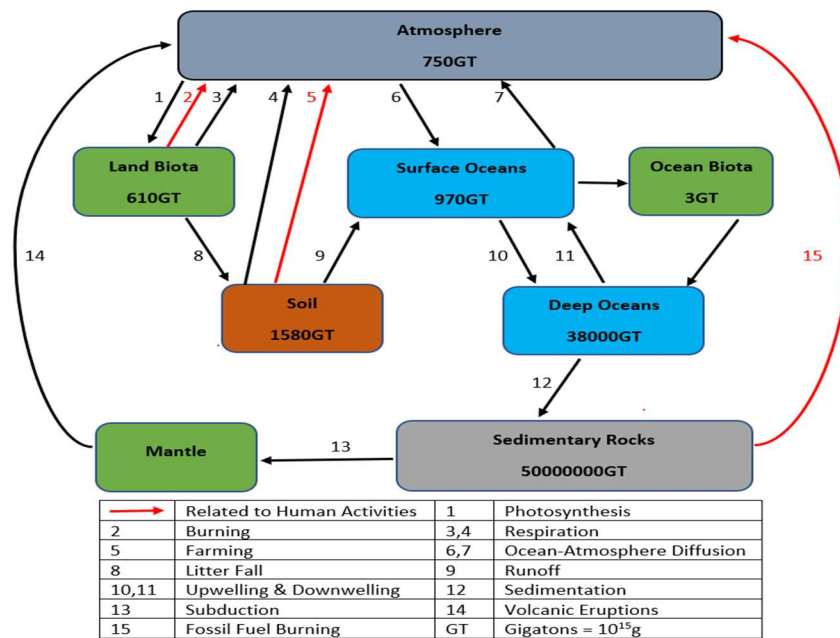 Atmosphere
750GT
1
2
3
4
5
6
7
Land Biota
610GT
Surface Oceans
970GT
Ocean Biota
3GT
14
8
9
10
11
15
Soil
1580GT
Deep Oceans
38000GT
12
Mantle
13
Sedimentary Rocks
50000000GT
Related to Human Activities 1 Photosynthesis
2 Burning 3,4 Respiration
5 Farming 6,7 Ocean-Atmosphere Diffusion
8 Litter Fall 9 Runoff
10,11 Upwelling & Downwelling 12 Sedimentation
13 Subduction 14 Volcanic Eruptions
15 Fossil Fuel Burning GT Gigatons = 10¹⁵g